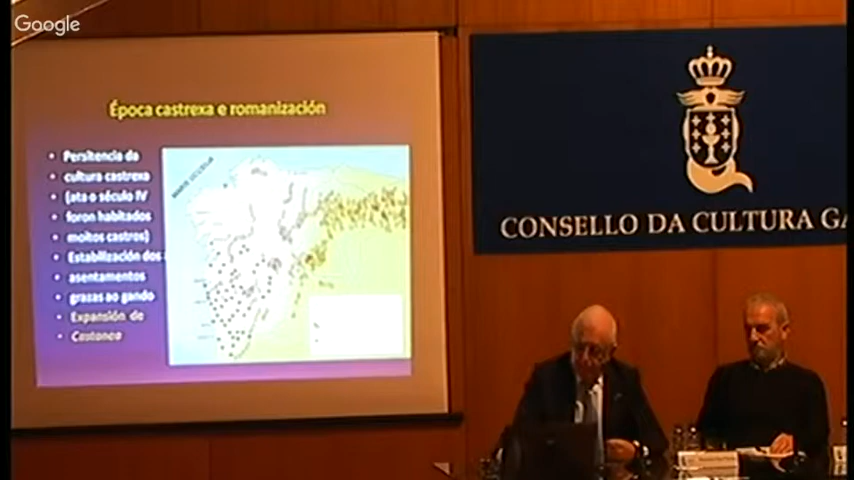 Google
Época castrexa e romanización
• Persitencia da
• cultura castrexa
• (ata o século IV
• foron habitados
• moitos castros)
• Estabilización dos
• asentamentos
• grazas ao gando
• Expansión de
• Castanea
CONSELLO DA CULTURA GA